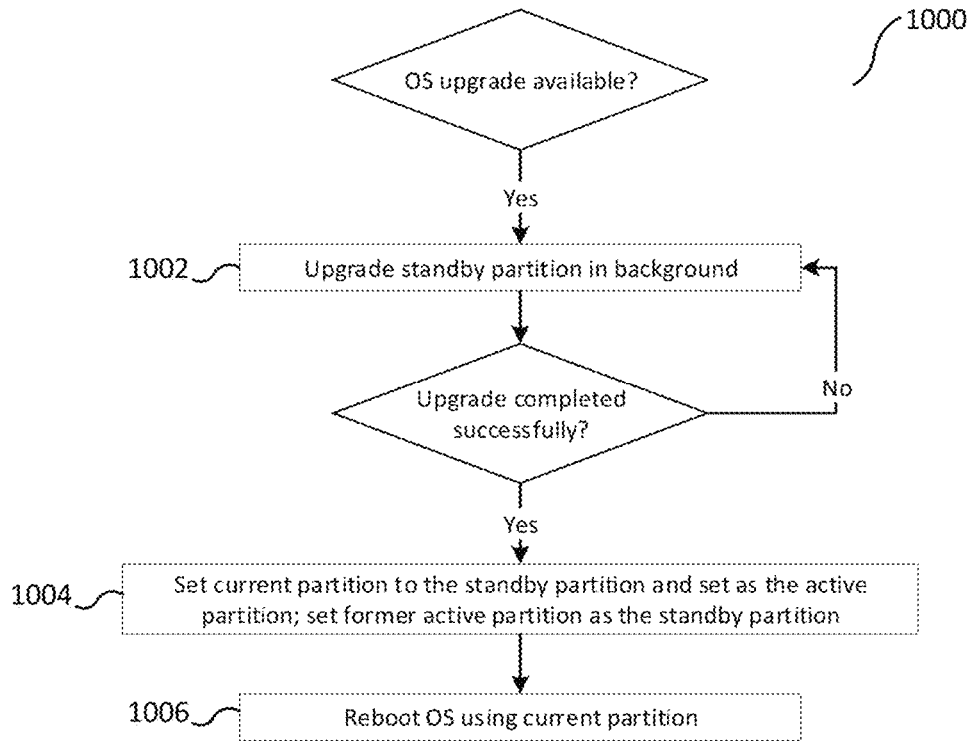 1000
OS upgrade available?
Yes
1002
Upgrade standby partition in background
No
Upgrade completed
successfully?
Yes
1004
Set current partition to the standby partition and set as the active
partition; set former active partition as the standby partition
1006
Reboot OS using current partition